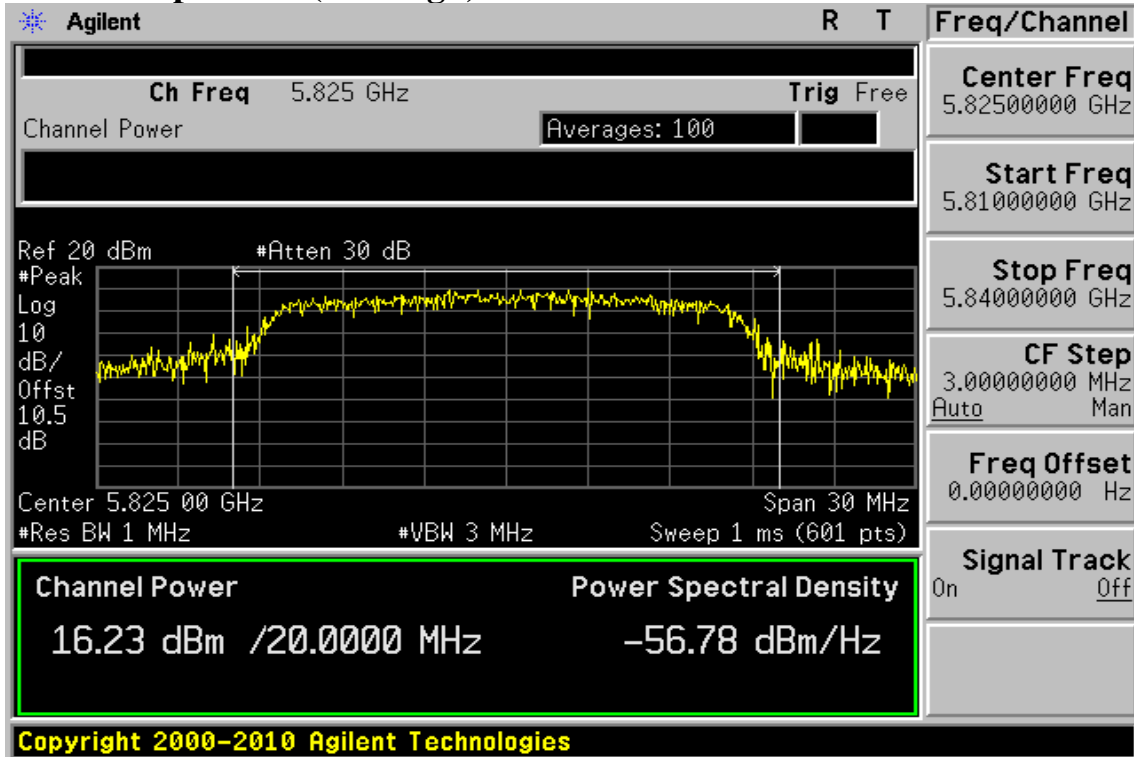 Agilent R T Freq/Channel
Ch Freq 5.825 GHz Trig Free
Channel Power Averages: 100
Center Freq
5.82500000 GHz
Start Freq
5.81000000 GHz
Stop Freq
5.84000000 GHz
CF Step
3.00000000 MHz
Auto Man
Freq Offset
0.00000000 Hz
Signal Track
On Off
Ref 20 dBm #Atten 30 dB
#Peak
Log
10
dB/
Offst
10.5
dB
Center 5.825 00 GHz Span 30 MHz
#Res BW 1 MHz #VBW 3 MHz Sweep 1 ms (601 pts)
Channel Power Power Spectral Density
16.23 dBm /20.0000 MHz -56.78 dBm/Hz
Copyright 2000-2010 Agilent Technologies